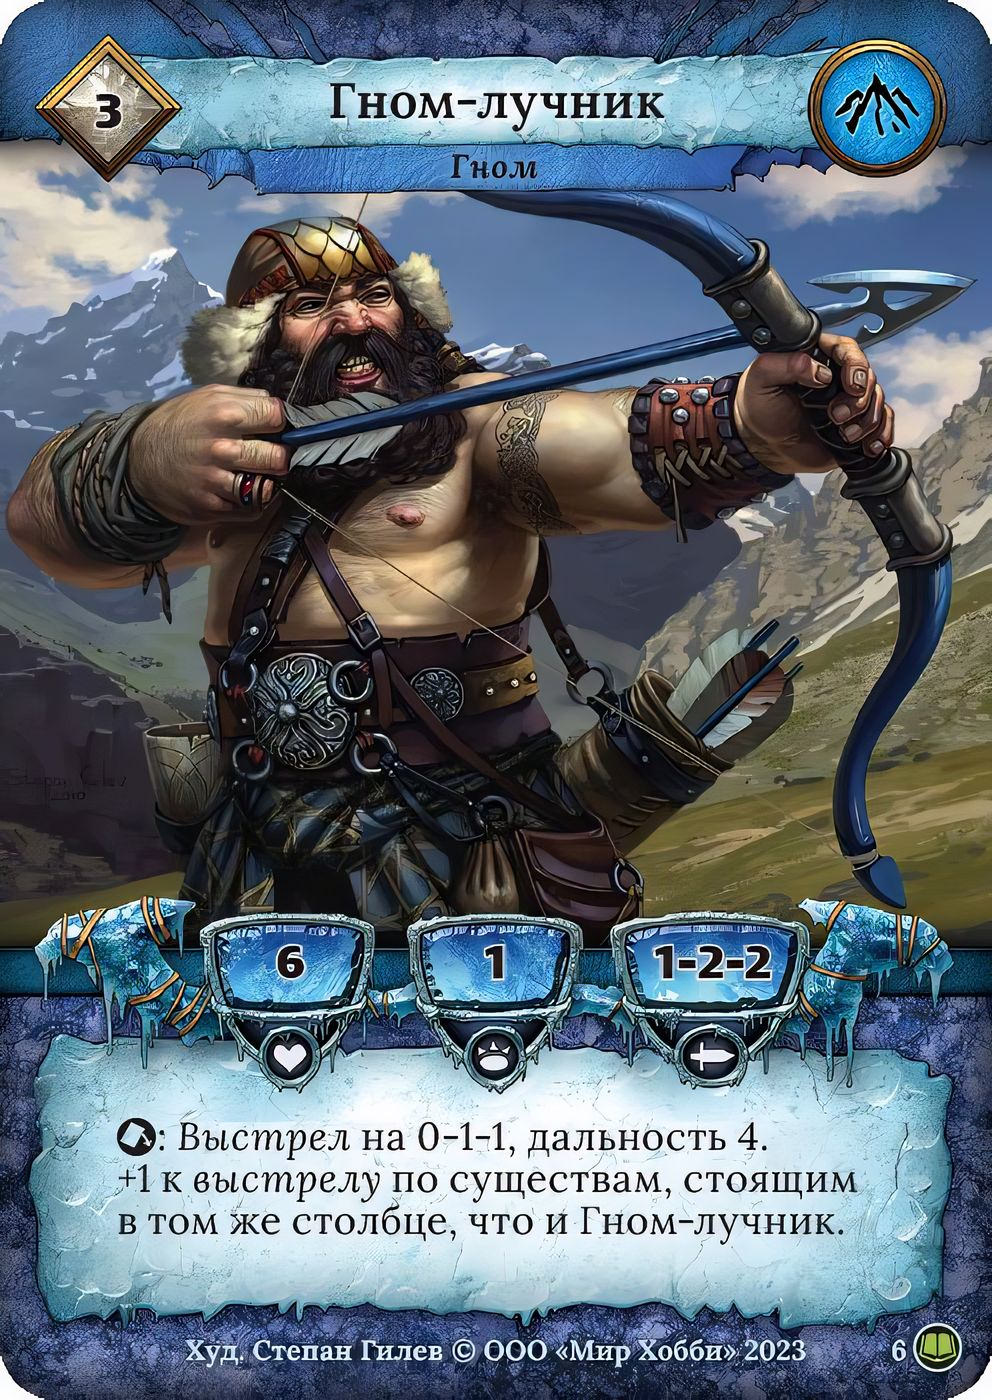 3
Гном-лучник
Гном
6
1
1-2-2
: Выстрел на 0-1-1, дальность 4.
+1 к выстрелу по существам, стоящим
в том же столбце, что и Гном-лучник.
Худ. Степан Гилев © ООО «Мир Хобби» 2023
6